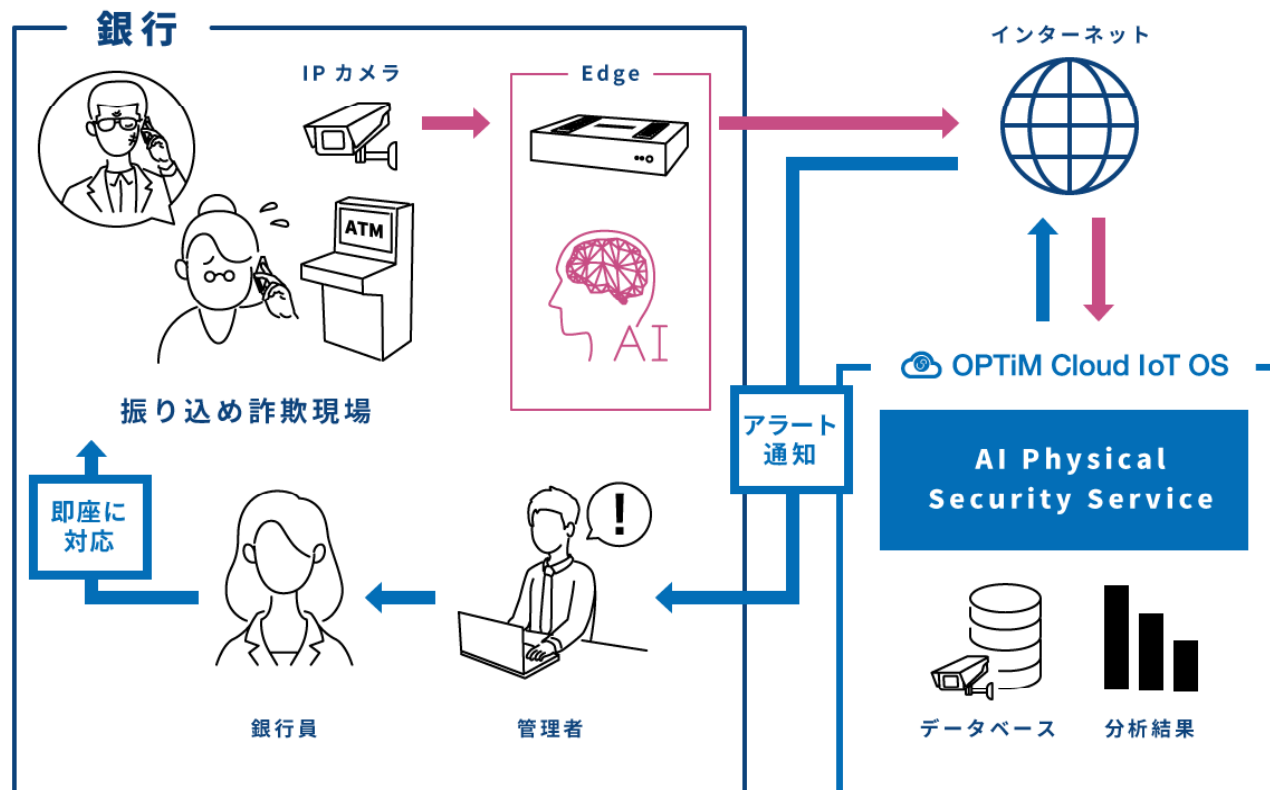 銀行
IP カメラ
Edge
インターネット
ATM
AI
振り込め詐欺現場
アラート
通知
OPTiM Cloud IoT OS
AI Physical
Security Service
即座に
対応
!
銀行員
管理者
データベース
分析結果